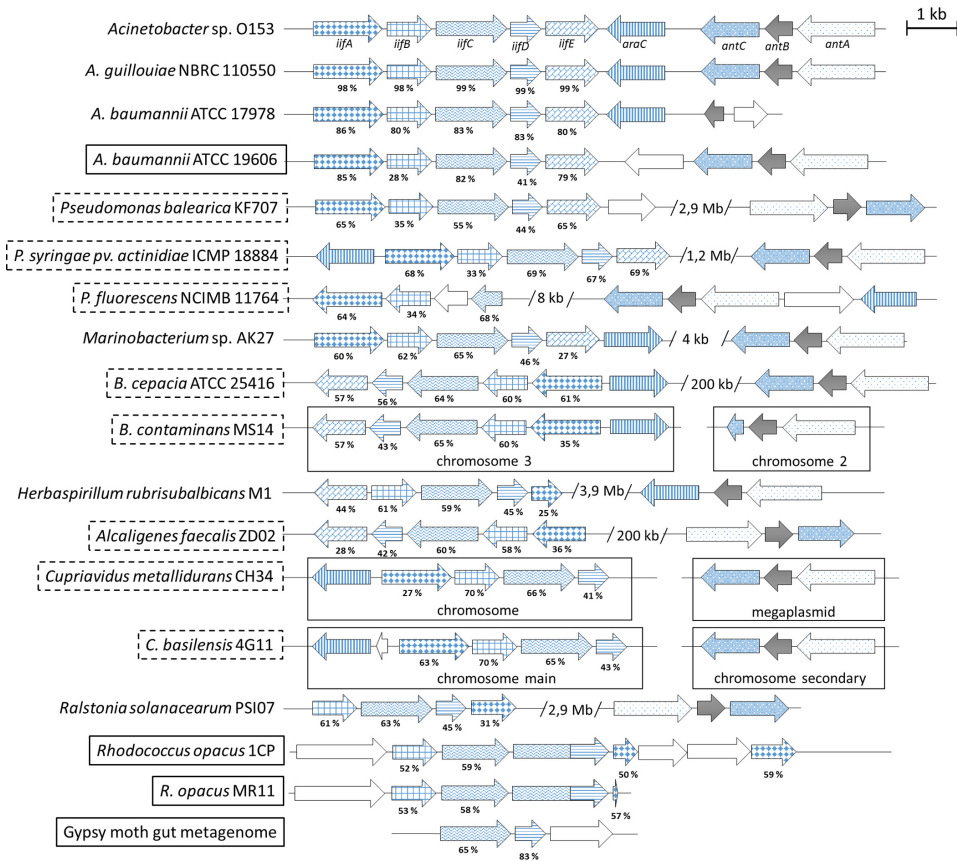 Acinetobacter sp. O153
1 kb
iifA iifB iifC iifD iifE araC antC antB antA
A. guillouiae NBRC 110550
98 % 98 % 99 % 99 % 99 %
A. baumannii ATCC 17978
86 % 80 % 83 % 83 % 80 %
A. baumannii ATCC 19606
85 % 28 % 82 % 41 % 79 %
Pseudomonas balearica KF707
/2,9 Mb/
65 % 35 % 55 % 44 % 65 %
P. syringae pv. actinidiae ICMP 18884
/1,2 Mb/
68 % 33 % 69 % 67 % 69 %
P. fluorescens NCIMB 11764
/ 8 kb /
64 % 34 % 68 %
Marinobacterium sp. AK27
/ 4 kb /
60 % 62 % 65 % 46 % 27 %
B. cepacia ATCC 25416
/ 200 kb /
57 % 56 % 64 % 60 % 61 %
B. contaminans MS14
57 % 43 % 65 % 60 % 35 %
chromosome 3 chromosome 2
Herbaspirillum rubrisubalbicans M1
/3,9 Mb/
44 % 61 % 59 % 45 % 25 %
Alcaligenes faecalis ZD02
/ 200 kb /
28 % 42 % 60 % 58 % 36 %
Cupriavidus metallidurans CH34
27 % 70 % 66 % 41 %
chromosome megaplasmid
C. basilensis 4G11
63 % 70 % 65 % 43 %
chromosome main chromosome secondary
Ralstonia solanacearum PSI07
/2,9 Mb/
61 % 63 % 45 % 31 %
Rhodococcus opacus 1CP
52 % 59 % 50 % 59 %
R. opacus MR11
53 % 58 % 57 %
Gypsy moth gut metagenome
65 % 83 %